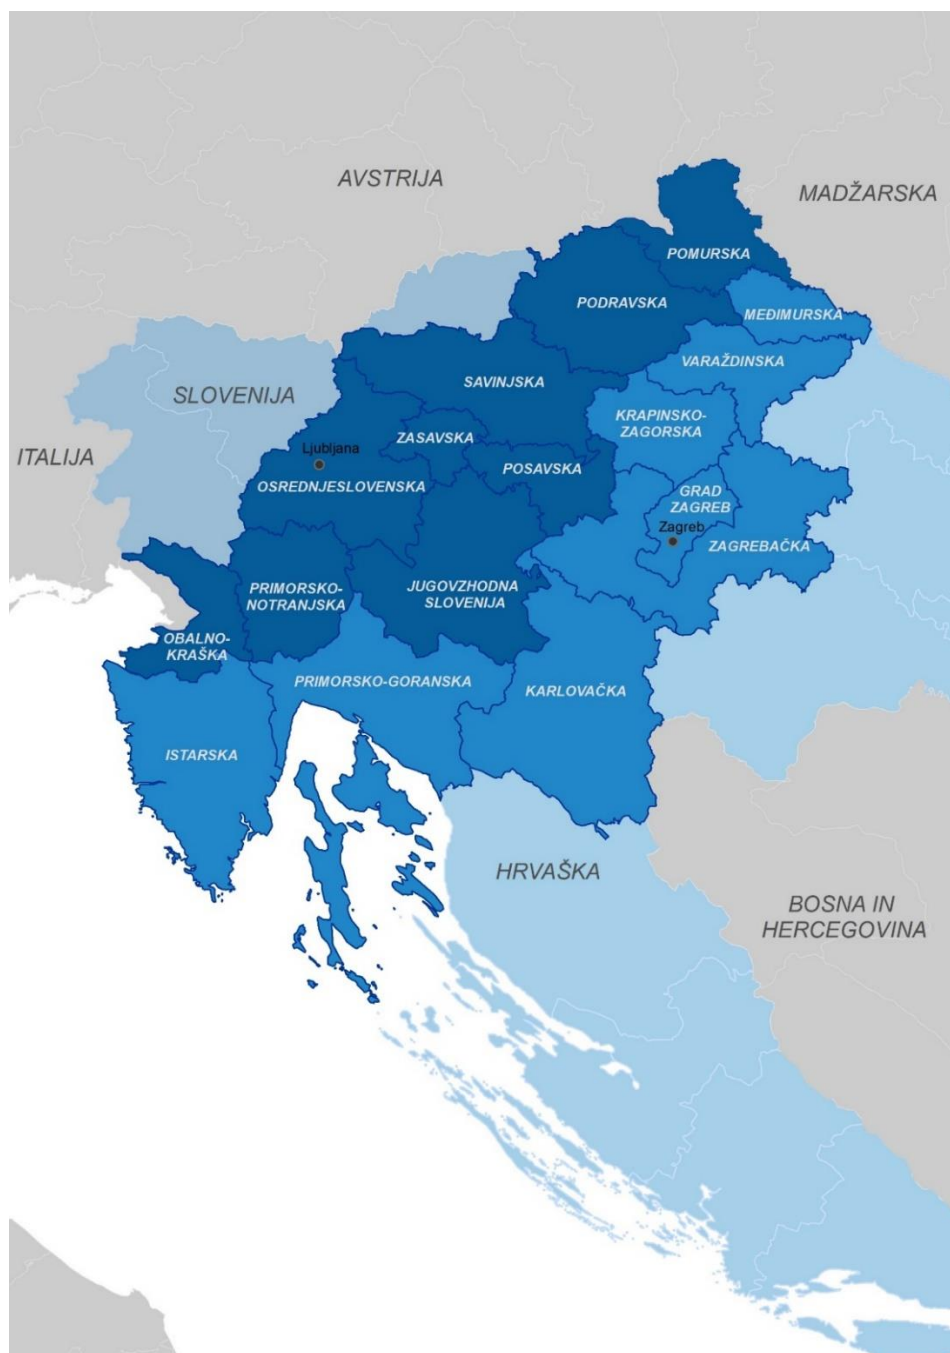 AVSTRIJA
MADŽARSKA
POMURSKA
PODRAVSKA
MEĐIMURSKA
VARAŽDINSKA
SAVINJSKA
SLOVENIJA
KRAPINSKO-
ZAGORSKA
ZASAVSKA
Ljubljana
ITALIJA
POSAVSKA
OSREDNJESLOVENSKA
GRAD
ZAGREB
Zagreb
ZAGREBAČKA
PRIMORSKO-
NOTRANJSKA
JUGOVZHODNA
SLOVENIJA
OBALNO-
KRAŠKA
PRIMORSKO-GORANSKA
KARLOVAČKA
ISTARSKA
HRVAŠKA
BOSNA IN
HERCEGOVINA